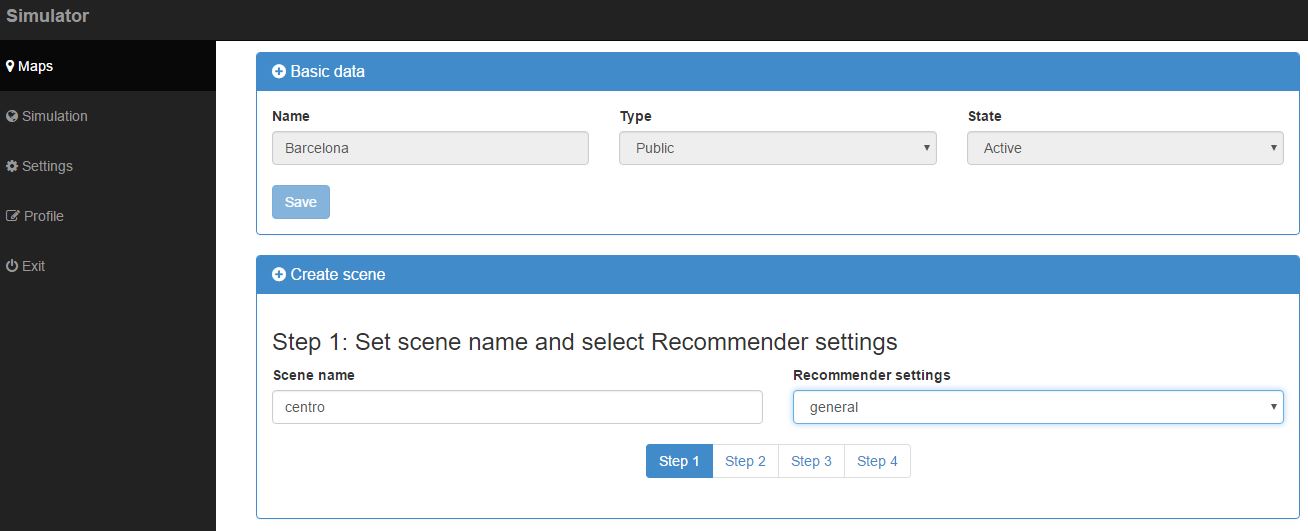 Simulator
Maps
Simulation
Settings
Profile
Exit
Basic data
Name Type State
Barcelona Public Active
Save
Create scene
Step 1: Set scene name and select Recommender settings
Scene name Recommender settings
centro general
Step 1 Step 2 Step 3 Step 4